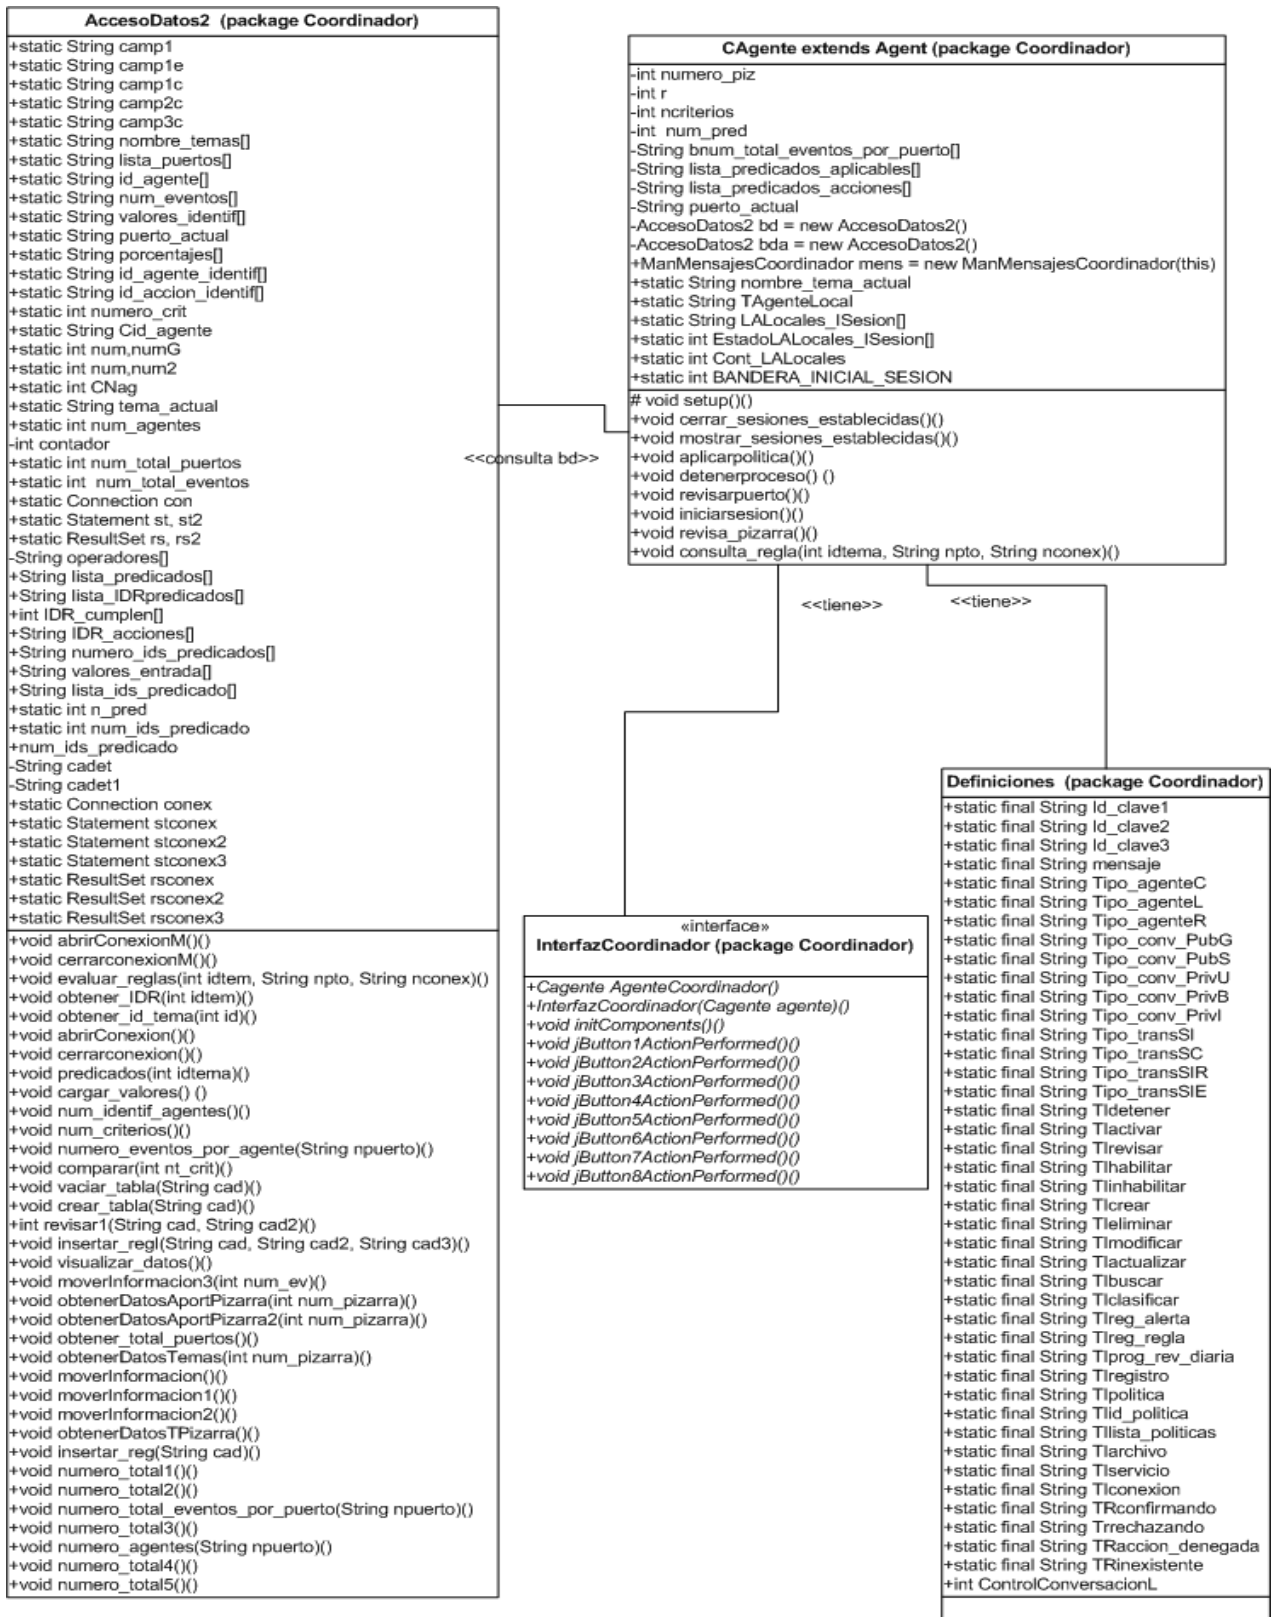 AccesoDatos2 (package Coordinador)
+static String camp1
+static String camp1e
+static String camp1c
+static String camp2c
+static String camp3c
+static String nombre_temas[]
+static String lista_puertos[]
+static String id_agente[]
+static String num_eventos[]
+static String valores_identif[]
+static String puerto_actual
+static String porcentajes[]
+static String id_agente_identif[]
+static String id_accion_identif[]
+static int numero_crit
+static String Cid_agente
+static int num,numG
+static int num,num2
+static int CNag
+static String tema_actual
+static int num_agentes
-int contador
+static int num_total_puertos
+static int num_total_eventos
+static Connection con
+static Statement st, st2
+static ResultSet rs, rs2
-String operadores[]
+String lista_predicados[]
+String lista_IDRpredicados[]
+int IDR_cumplen[]
+String IDR_acciones[]
+String numero_ids_predicados[]
+String valores_entrada[]
+String lista_ids_predicado[]
+static int n_pred
+static int num_ids_predicado
+num_ids_predicado
-String cadet
-String cadet1
+static Connection conex
+static Statement stconex
+static Statement stconex2
+static Statement stconex3
+static ResultSet rsconex
+static ResultSet rsconex2
+static ResultSet rsconex3
+void abrirConexionM()()
+void cerrarconexionM()()
+void evaluar_reglas(int idtem, String npto, String nconex)()
+void obtener_IDR(int idtem)()
+void obtener_id_tema(int id)()
+void abrirConexion()()
+void cerrarconexion()()
+void predicados(int idtema)()
+void cargar_valores() ()
+void num_identif_agentes()()
+void num_criterios()()
+void numero_eventos_por_agente(String npuerto)()
+void comparar(int nt_crit)()
+void vaciar_tabla(String cad)()
+void crear_tabla(String cad)()
+int revisar1(String cad, String cad2)()
+void insertar_regl(String cad, String cad2, String cad3)()
+void visualizar_datos()()
+void moverInformacion3(int num_ev)()
+void obtenerDatosAportPizarra(int num_pizarra)()
+void obtenerDatosAportPizarra2(int num_pizarra)()
+void obtener_total_puertos()()
+void obtenerDatosTemas(int num_pizarra)()
+void moverInformacion()()
+void moverInformacion1()()
+void moverInformacion2()()
+void obtenerDatosTPizarra()()
+void insertar_reg(String cad)()
+void numero_total1()()
+void numero_total2()()
+void numero_total_eventos_por_puerto(String npuerto)()
+void numero_total3()()
+void numero_agentes(String npuerto)()
+void numero_total4()()
+void numero_total5()()
<<consulta bd>>
CAgente extends Agent (package Coordinador)
-int numero_piz
-int r
-int ncriterios
-int num_pred
-String bnum_total_eventos_por_puerto[]
-String lista_predicados_aplicables[]
-String lista_predicados_acciones[]
-String puerto_actual
-AccesoDatos2 bd = new AccesoDatos2()
-AccesoDatos2 bda = new AccesoDatos2()
+ManMensajesCoordinador mens = new ManMensajesCoordinador(this)
+static String nombre_tema_actual
+static String TAgenteLocal
+static String LALocales_ISesion[]
+static int EstadoLALocales_ISesion[]
+static int Cont_LALocales
+static int BANDERA_INICIAL_SESION
# void setup()()
+void cerrar_sesiones_establecidas()()
+void mostrar_sesiones_establecidas()()
+void aplicarpolitica()()
+void detenerproceso() ()
+void revisarpuerto()()
+void iniciarsesion()()
+void revisa_pizarra()()
+void consulta_regla(int idtema, String npto, String nconex)()
<<tiene>>
<<tiene>>
«interface»
InterfazCoordinador (package Coordinador)
+Cagente AgenteCoordinador()
+InterfazCoordinador(Cagente agente)()
+void initComponents()()
+void jButton1ActionPerformed()()
+void jButton2ActionPerformed()()
+void jButton3ActionPerformed()()
+void jButton4ActionPerformed()()
+void jButton5ActionPerformed()()
+void jButton6ActionPerformed()()
+void jButton7ActionPerformed()()
+void jButton8ActionPerformed()()
Definiciones (package Coordinador)
+static final String Id_clave1
+static final String Id_clave2
+static final String Id_clave3
+static final String mensaje
+static final String Tipo_agenteC
+static final String Tipo_agenteL
+static final String Tipo_agenteR
+static final String Tipo_conv_PubG
+static final String Tipo_conv_PubS
+static final String Tipo_conv_PrivU
+static final String Tipo_conv_PrivB
+static final String Tipo_conv_PrivI
+static final String Tipo_transSI
+static final String Tipo_transSC
+static final String Tipo_transSIR
+static final String Tipo_transSIE
+static final String TIdetener
+static final String TIactivar
+static final String TIrevisar
+static final String TIhabilitar
+static final String TIinhabilitar
+static final String TIcrear
+static final String TIeliminar
+static final String TImodificar
+static final String TIactualizar
+static final String TIbuscar
+static final String TIclasificar
+static final String TIreg_alerta
+static final String TIreg_regla
+static final String TIprog_rev_diaria
+static final String TIregistro
+static final String TIpolitica
+static final String TIid_politica
+static final String TIlista_politicas
+static final String TIarchivo
+static final String TIservicio
+static final String TIconexion
+static final String TRconfirmando
+static final String Trrechazando
+static final String TRaccion_denegada
+static final String TRinexistente
+int ControlConversacionL